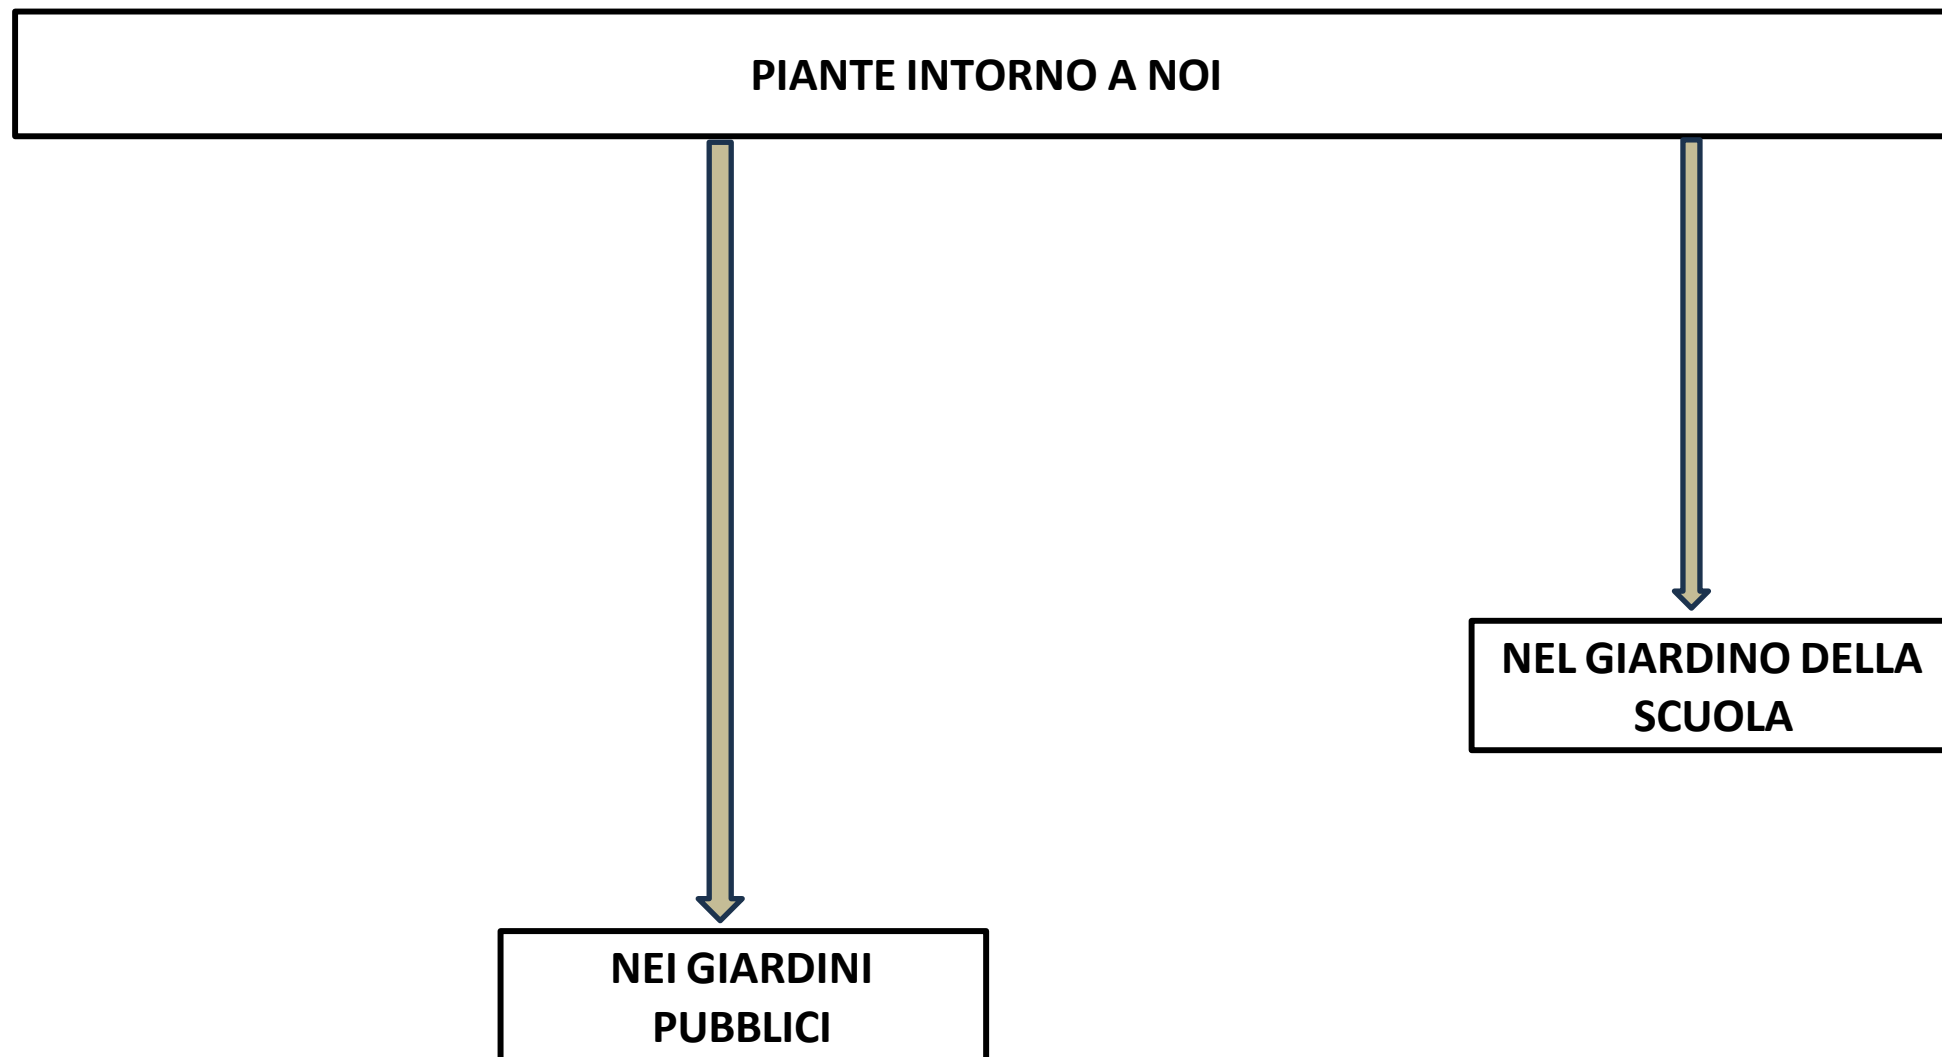 PIANTE INTORNO A NOI
NEL GIARDINO DELLA
SCUOLA
NEI GIARDINI
PUBBLICI